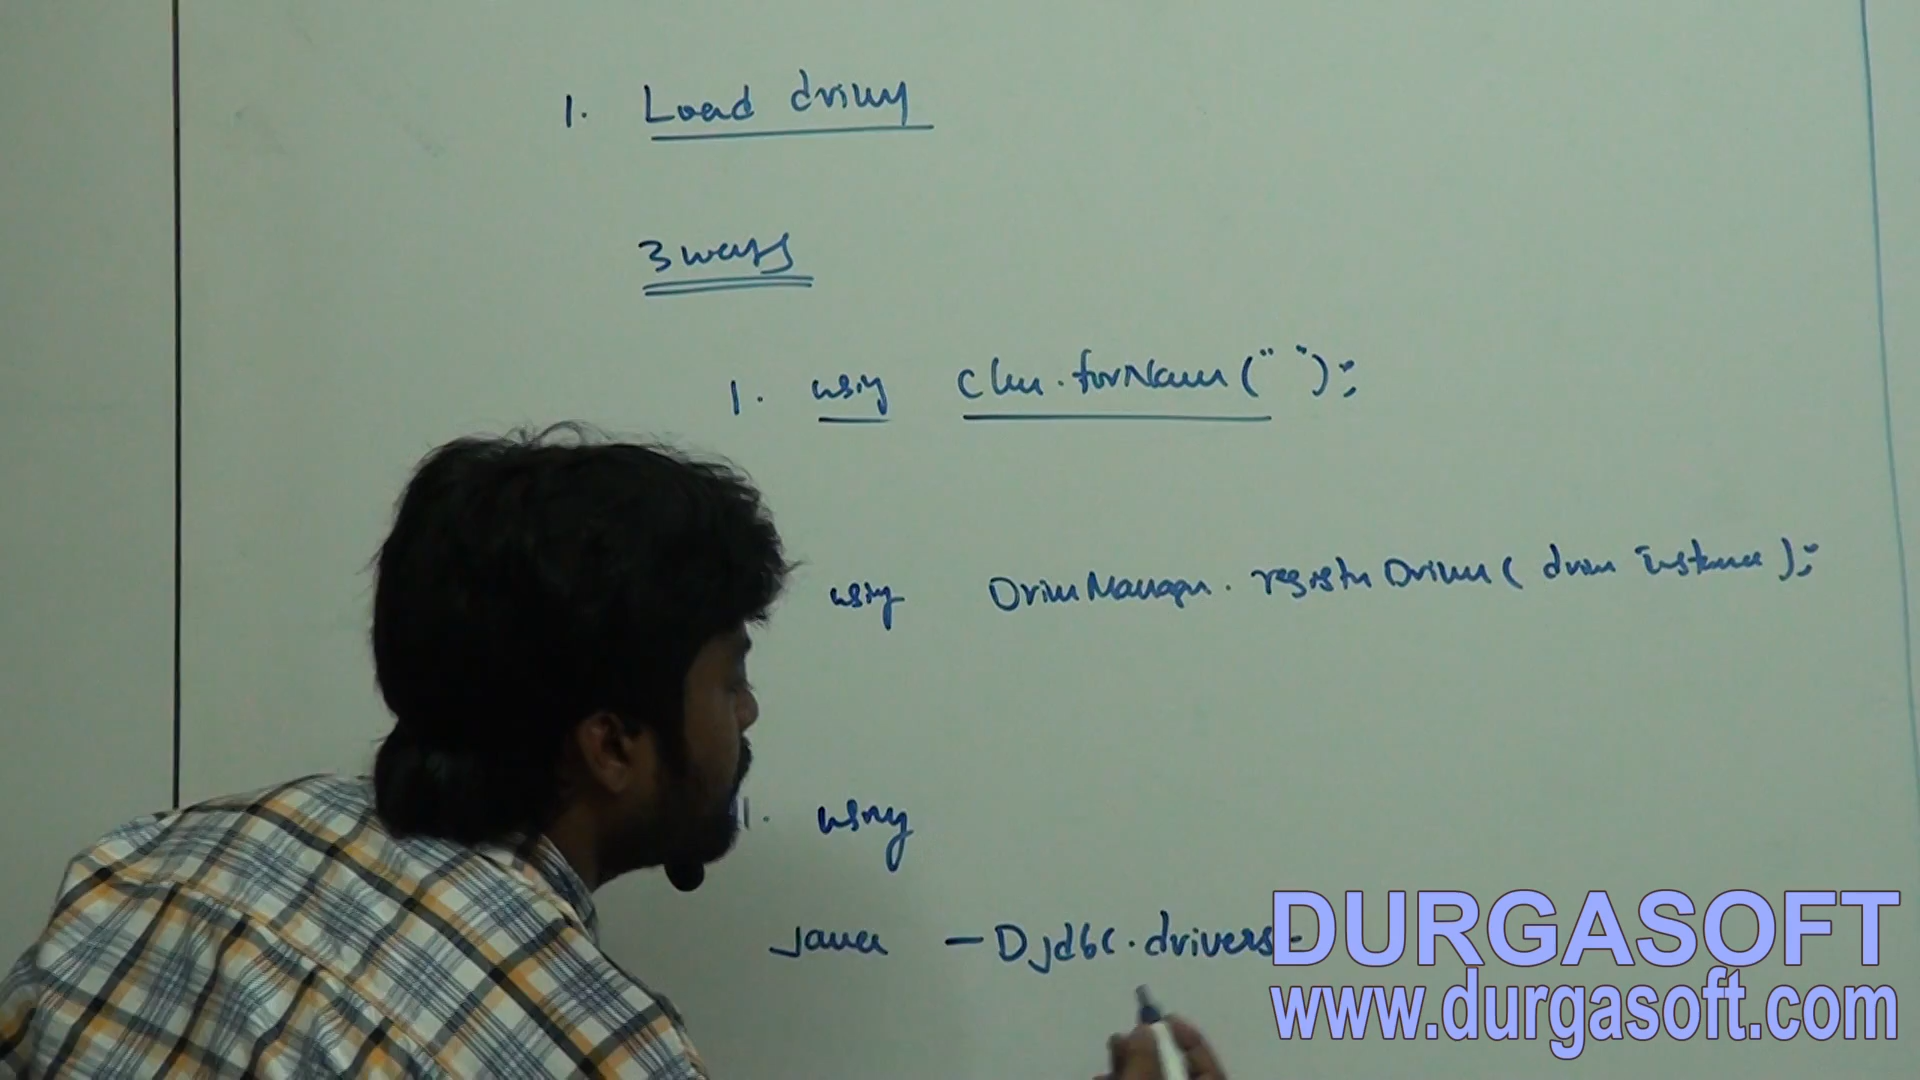 1. Load driver
3 ways
1. using Class.forName(" ");
using DriverManager.registerDriver( driver instance );
1. using
java -Djdbc.drivers
DURGASOFT
www.durgasoft.com